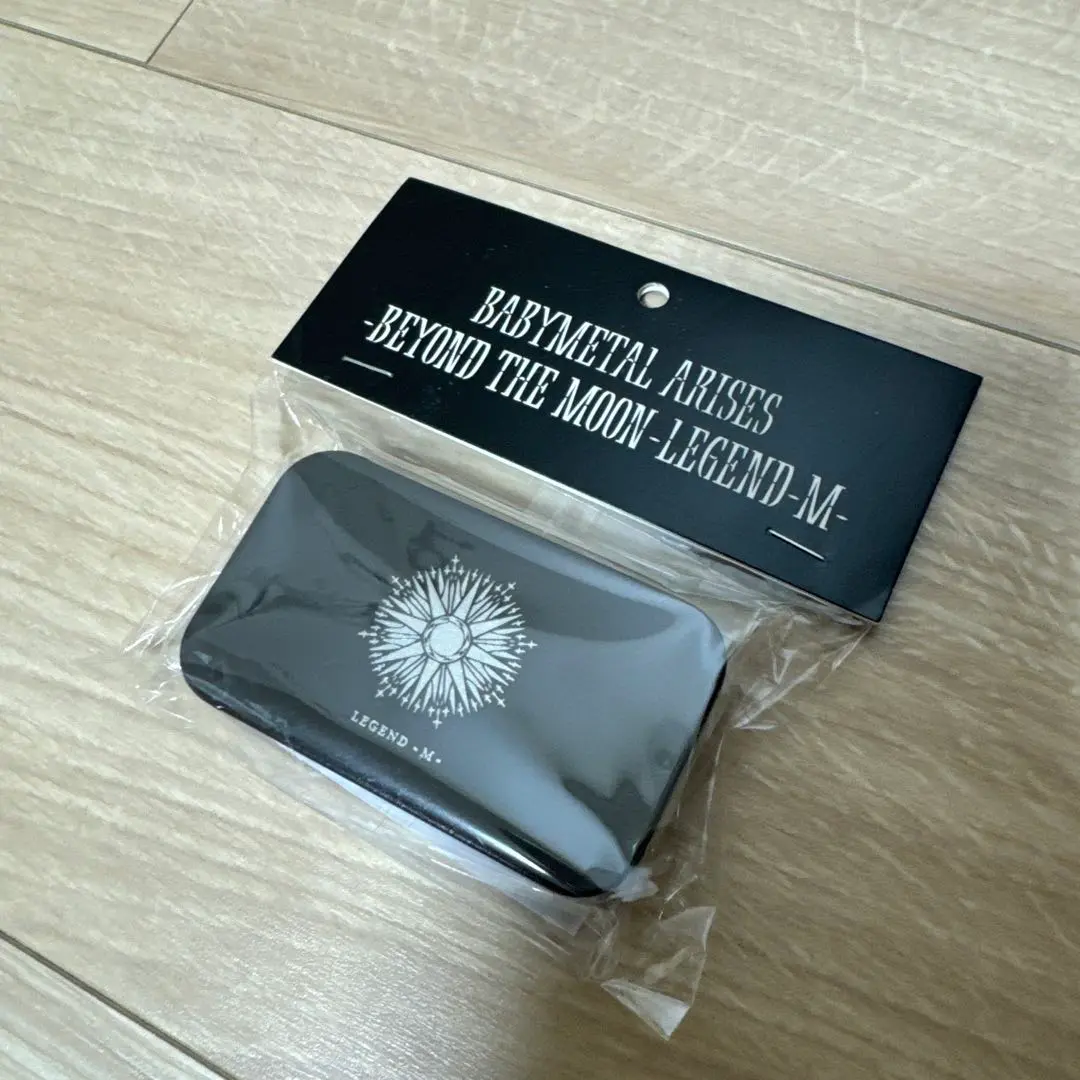 BABYMETAL ARISES
-BEYOND THE MOON-LEGEND-M-
LEGEND-M-